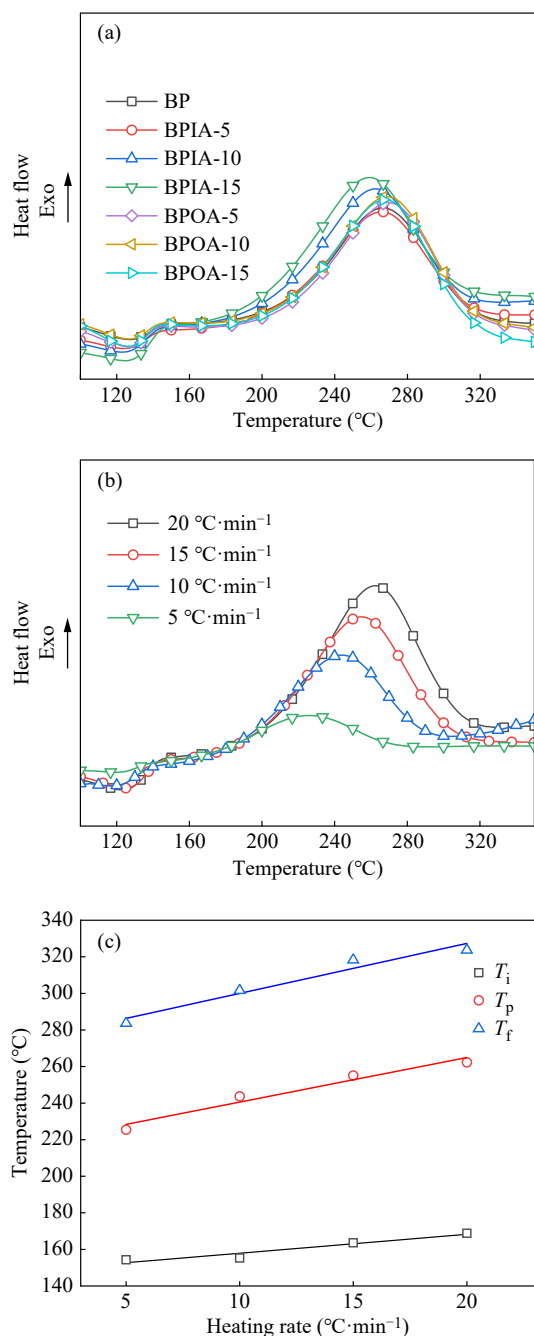 (a)
BP
BPIA-5
BPIA-10
BPIA-15
BPOA-5
BPOA-10
BPOA-15
Heat flow
Exo
120 160 200 240 280 320
Temperature (℃)
(b)
20 ℃·min⁻¹
15 ℃·min⁻¹
10 ℃·min⁻¹
5 ℃·min⁻¹
Heat flow
Exo
120 160 200 240 280 320
Temperature (℃)
(c)
340
320
300
280
260
240
220
200
180
160
140
Temperature (℃)
Tᵢ
Tₚ
T_f
5 10 15 20
Heating rate (℃·min⁻¹)